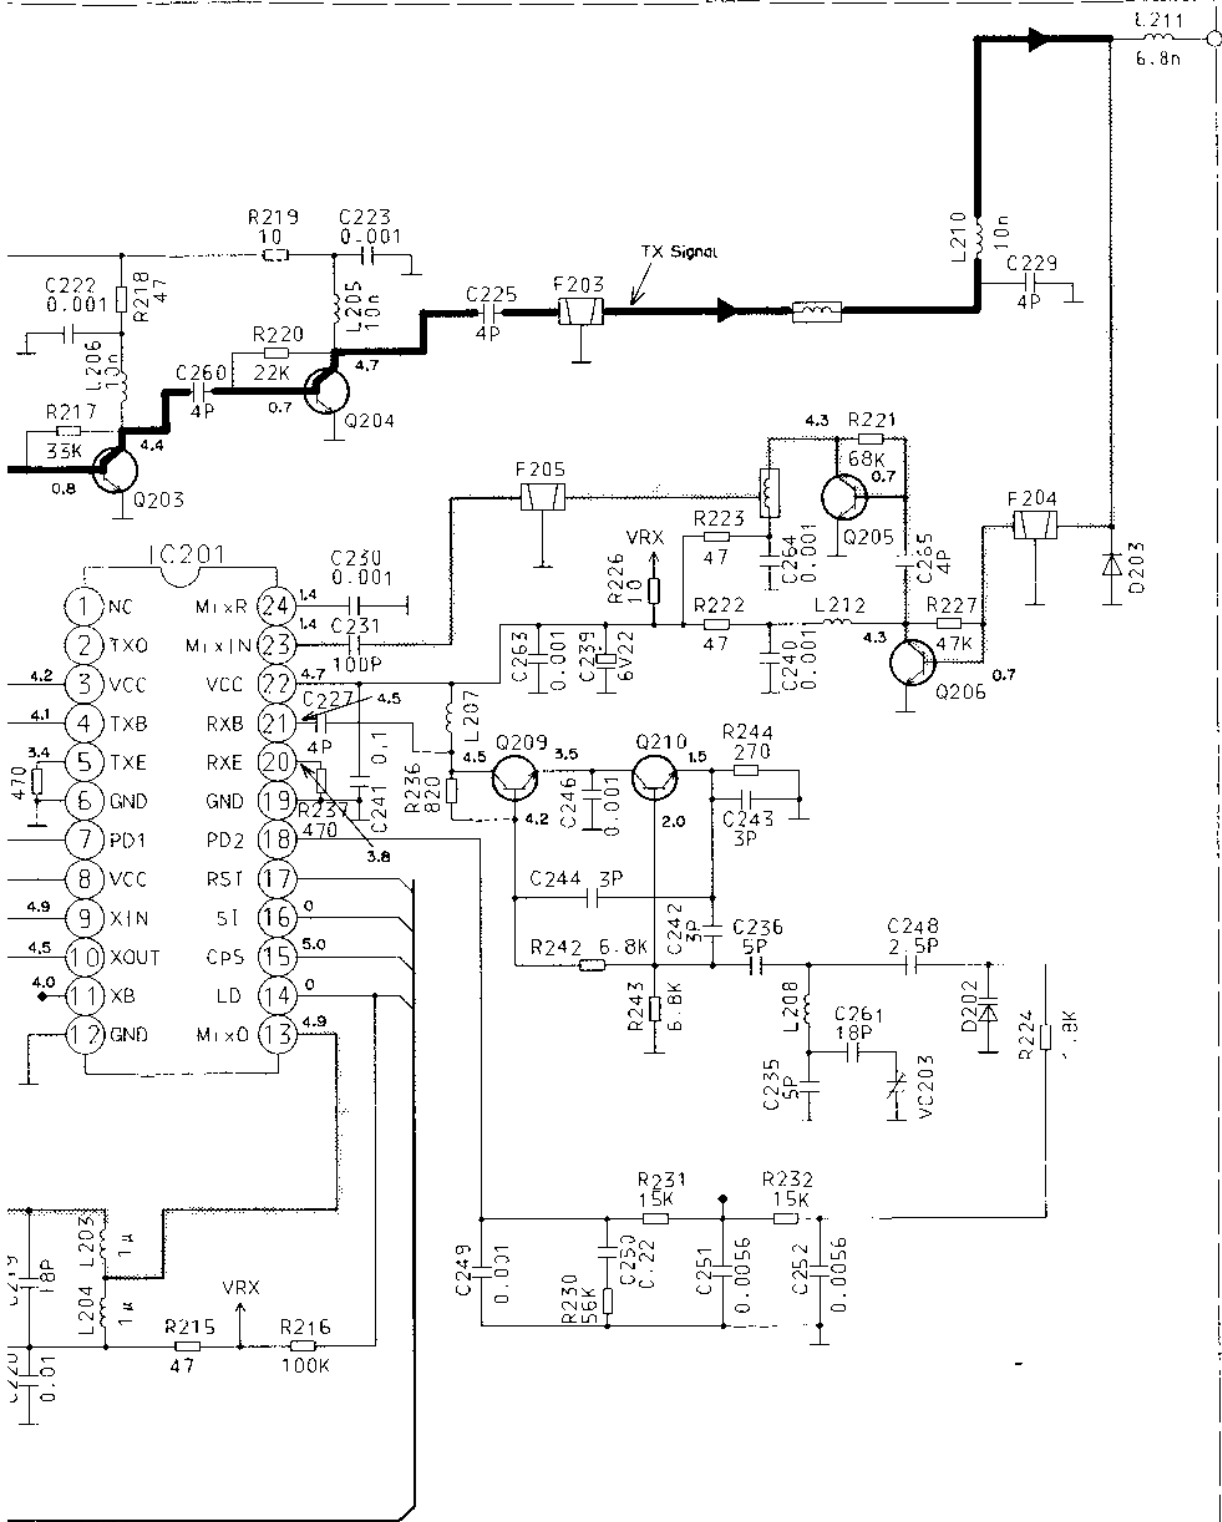 L211
6.8n
R219
10
C223
0.001
C222
0.001
R218
47
L205
10n
L206
10n
R220
22K
C260
4P
R217
33K
4.4
0.8
Q203
4.7
0.7
Q204
C225
4P
F203
TX Signal
L210
10n
C229
4P
4.3
R221
68K
0.7
Q205
F205
R223
47
C264
0.001
C265
4P
F204
D203
VRX
R226
10
R222
47
L212
R227
47K
4.3
0.7
Q206
C263
0.001
C239
6V22
C240
0.001
IC201
C230
0.001
1 NC
MixR 24
1.4
2 TXO
MixIN 23
1.4
C231
100P
4.2
3 VCC
VCC 22
4.7
C227
4P
4.5
4.1
4 TXB
RXB 21
3.4
5 TXE
RXE 20
470
6 GND
GND 19
R237
470
3.8
C241
0.1
7 PD1
PD2 18
8 VCC
RST 17
4.9
9 XIN
SI 16
0
4.5
10 XOUT
CpS 15
5.0
4.0
11 XB
LD 14
0
12 GND
MixO 13
4.9
L207
R236
820
4.5
Q209
4.2
3.5
C246
0.001
Q210
2.0
1.5
R244
270
C243
3P
C244 3P
C242
3P
R242 6.8K
R243
6.8K
C236
5P
C248
2.5P
L208
C261
18P
C235
5P
VC203
D202
R224
R231
15K
R232
15K
C249
0.001
C250
0.22
R230
56K
C251
0.0056
C252
0.0056
L203
1μ
L204
1μ
18P
0.01
VRX
R215
47
R216
100K